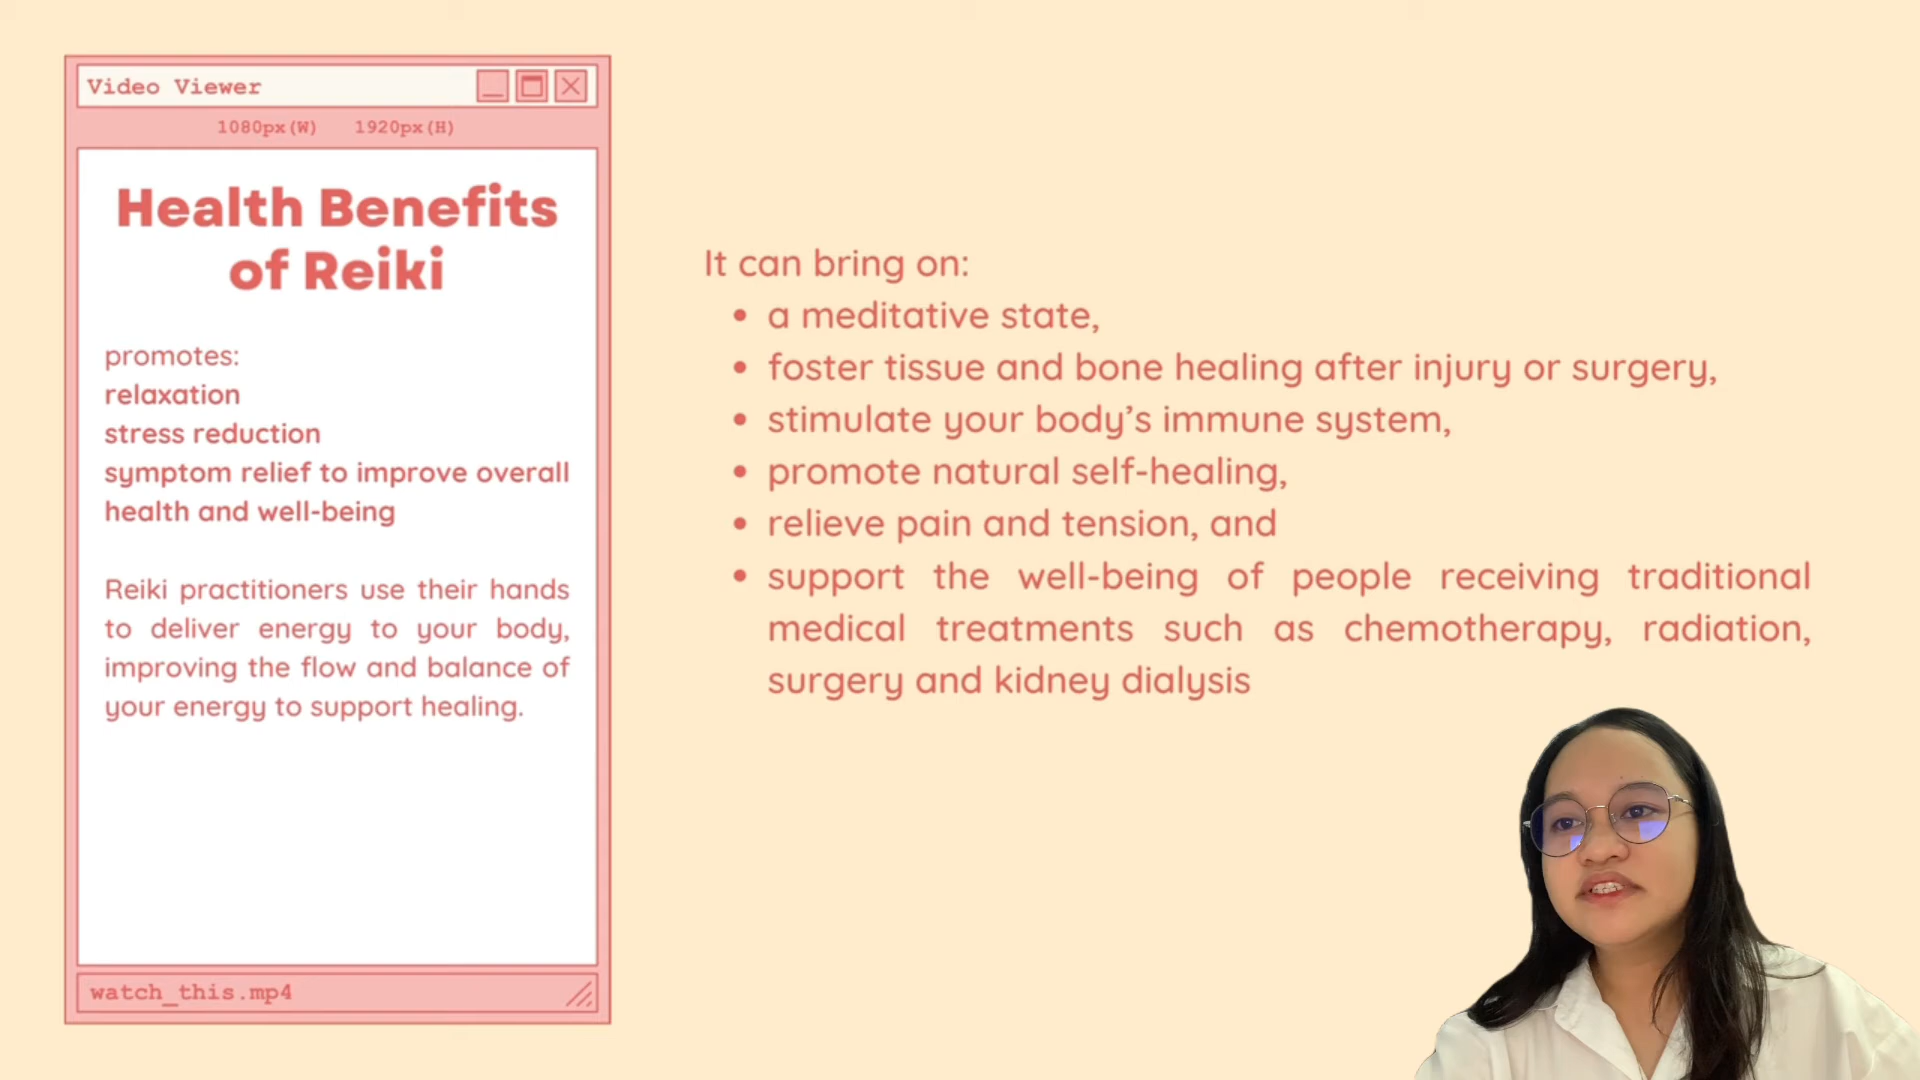 Video Viewer
1080px(W) 1920px(H)
Health Benefits
of Reiki
promotes:
relaxation
stress reduction
symptom relief to improve overall
health and well-being
Reiki practitioners use their hands
to deliver energy to your body,
improving the flow and balance of
your energy to support healing.
watch_this.mp4
It can bring on:
• a meditative state,
• foster tissue and bone healing after injury or surgery,
• stimulate your body’s immune system,
• promote natural self-healing,
• relieve pain and tension, and
• support the well-being of people receiving traditional
medical treatments such as chemotherapy, radiation,
surgery and kidney dialysis